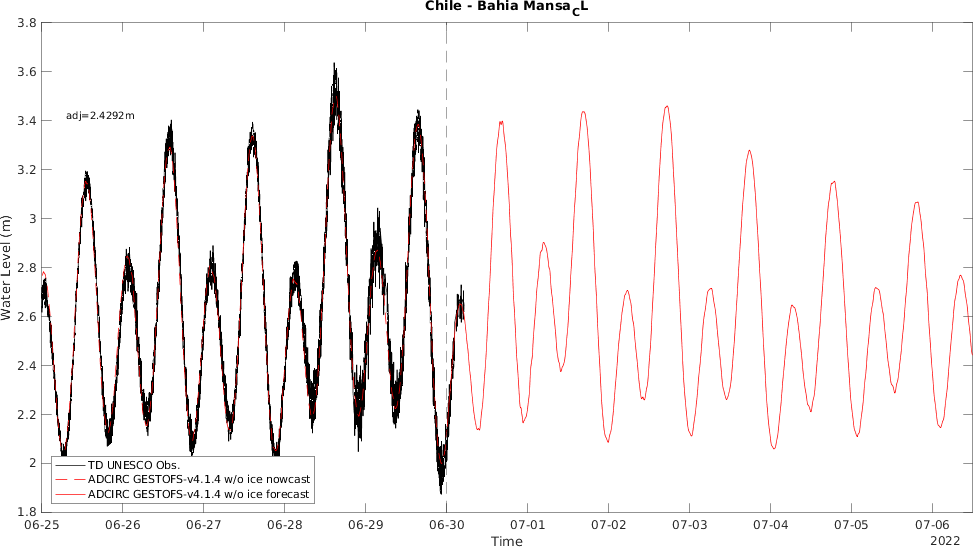 Chile - Bahia Mansa_CL
adj=2.4292m
Water Level (m)
3.8
3.6
3.4
3.2
3
2.8
2.6
2.4
2.2
2
1.8
TD UNESCO Obs.
ADCIRC GESTOFS-v4.1.4 w/o ice nowcast
ADCIRC GESTOFS-v4.1.4 w/o ice forecast
06-25 06-26 06-27 06-28 06-29 06-30 07-01 07-02 07-03 07-04 07-05 07-06
Time
2022